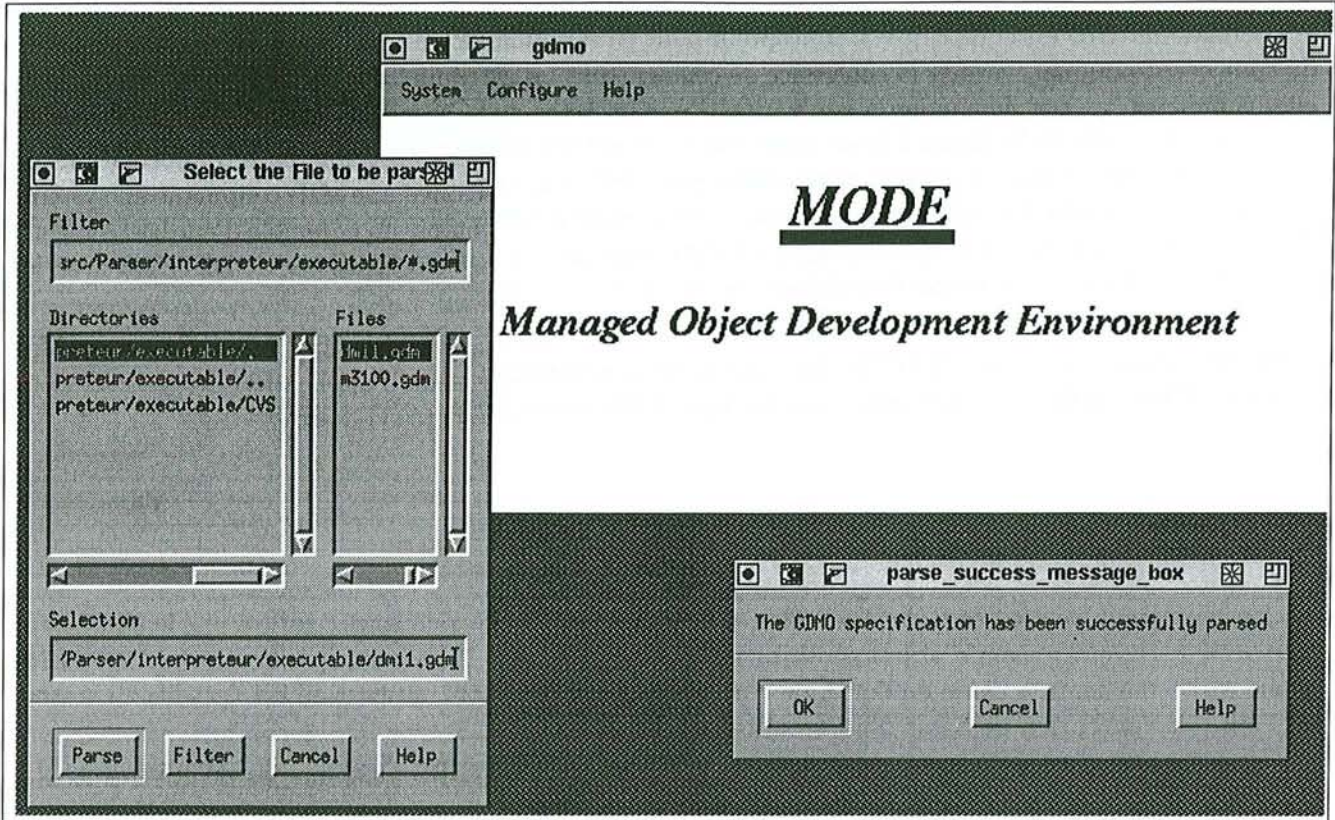 gdmo
System Configure Help
MODE
Managed Object Development Environment
Select the File to be parsed
Filter
src/Parser/interpreteur/executable/*.gdm
Directories
preteur/executable/.
preteur/executable/..
preteur/executable/CVS
Files
dmi1.gdm
m3100.gdm
Selection
/Parser/interpreteur/executable/dmi1.gdm
Parse Filter Cancel Help
parse_success_message_box
The GDMO specification has been successfully parsed
OK Cancel Help